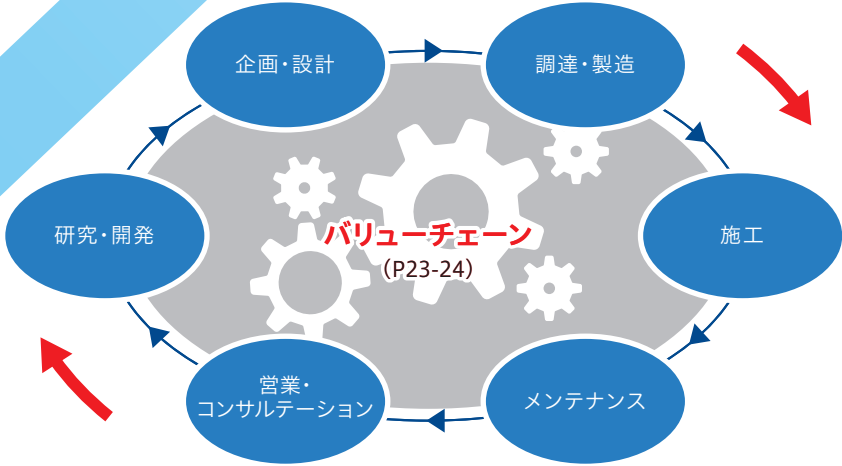 企画・設計
調達・製造
研究・開発
バリューチェーン
（P23-24）
施工
営業・
コンサルテーション
メンテナンス